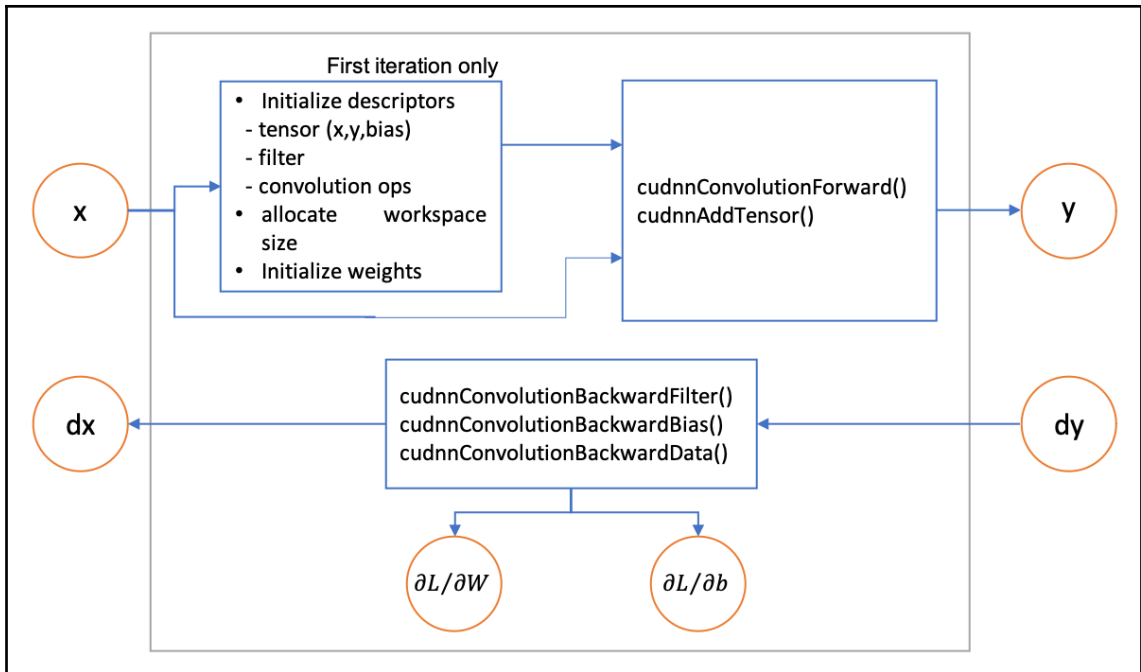 First iteration only
• Initialize descriptors
- tensor (x,y,bias)
- filter
- convolution ops
• allocate workspace
size
• Initialize weights
x
cudnnConvolutionForward()
cudnnAddTensor()
y
dx
cudnnConvolutionBackwardFilter()
cudnnConvolutionBackwardBias()
cudnnConvolutionBackwardData()
dy
∂L/∂W
∂L/∂b